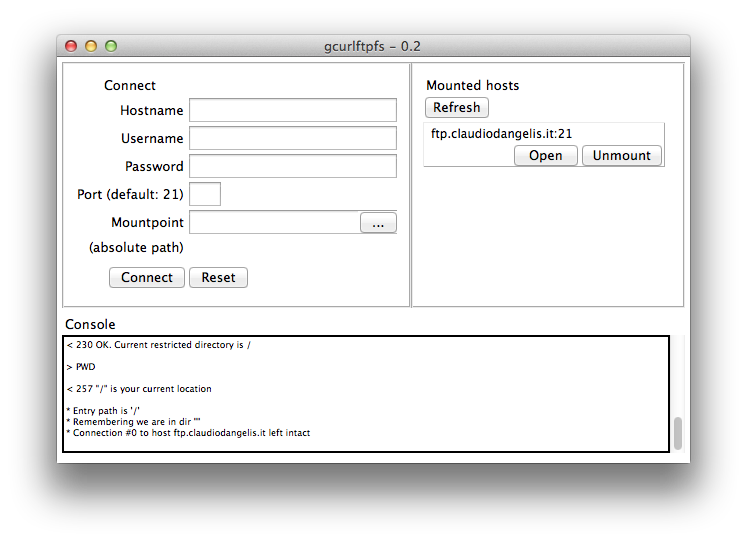 gcurlftpfs – 0.2
Connect
Hostname
Username
Password
Port (default: 21)
Mountpoint
...
(absolute path)
Connect Reset
Mounted hosts
Refresh
ftp.claudiodangelis.it:21
Open Unmount
Console
< 230 OK. Current restricted directory is /
> PWD
< 257 "/" is your current location
* Entry path is '/'
* Remembering we are in dir ""
* Connection #0 to host ftp.claudiodangelis.it left intact